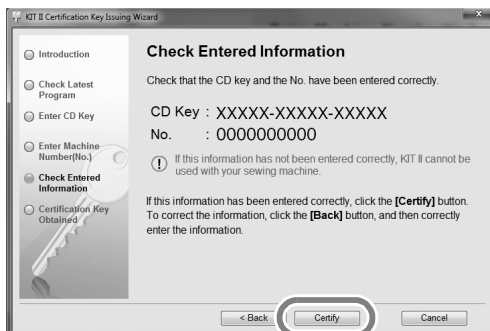 KIT II Certification Key Issuing Wizard
Introduction
Check Latest
Program
Enter CD Key
Enter Machine
Number(No.)
Check Entered
Information
Certification Key
Obtained
Check Entered Information
Check that the CD key and the No. have been entered correctly.
CD Key : XXXXX-XXXXX-XXXXX
No. : 0000000000
If this information has not been entered correctly, KIT II cannot be
used with your sewing machine.
If this information has been entered correctly, click the [Certify] button.
To correct the information, click the [Back] button, and then correctly
enter the information.
< Back
Certify
Cancel